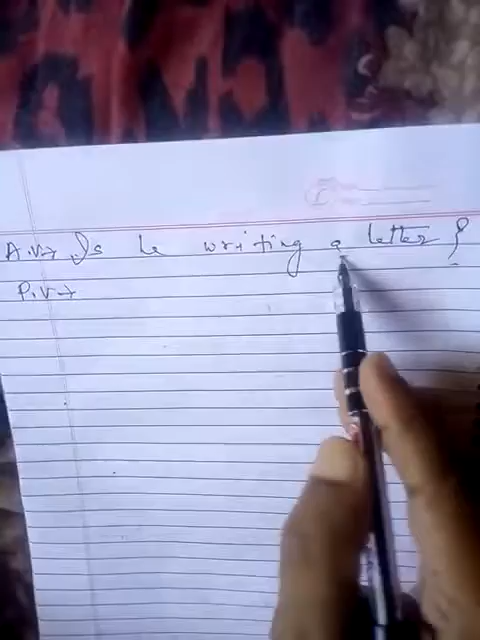 A.V→ Is he writing a letter?
P.V→